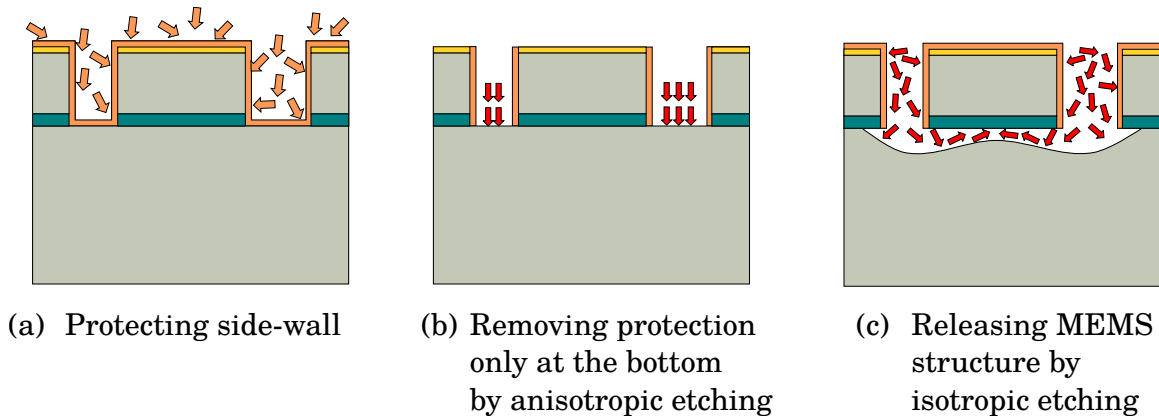 (a) Protecting side-wall
(b) Removing protection
only at the bottom
by anisotropic etching
(c) Releasing MEMS
structure by
isotropic etching